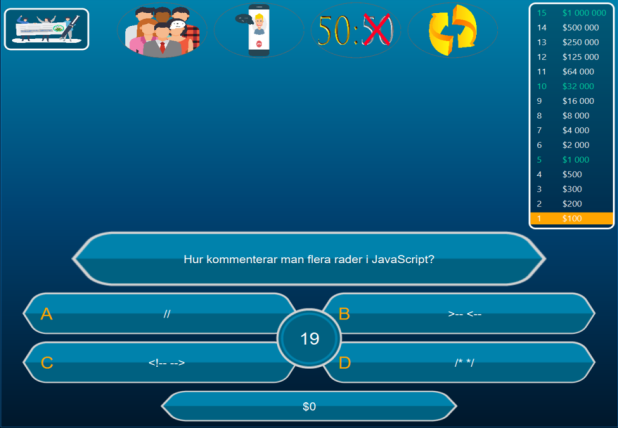 50:50
15 $1 000 000
14 $500 000
13 $250 000
12 $125 000
11 $64 000
10 $32 000
9 $16 000
8 $8 000
7 $4 000
6 $2 000
5 $1 000
4 $500
3 $300
2 $200
1 $100
Hur kommenterar man flera rader i JavaScript?
A //
B >-- <--
19
C <!-- -->
D /* */
$0